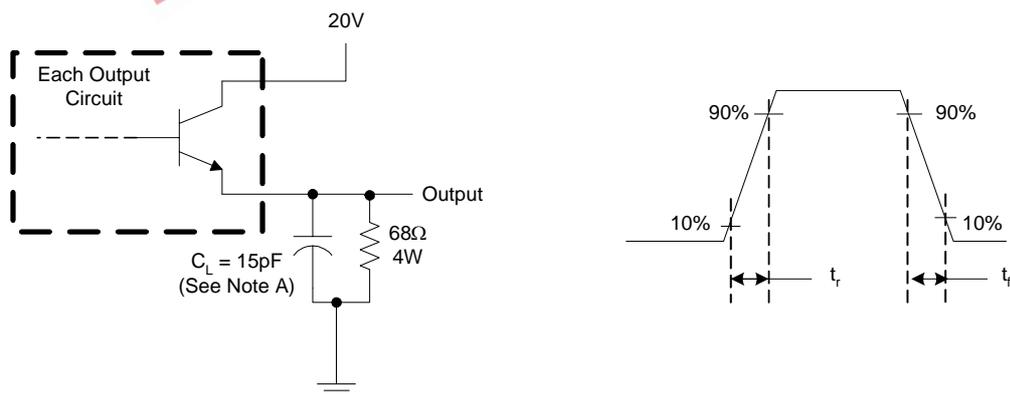 20V
Each Output
Circuit
Output
68Ω
4W
C_L = 15pF
(See Note A)
90%
90%
10%
10%
t_r
t_f